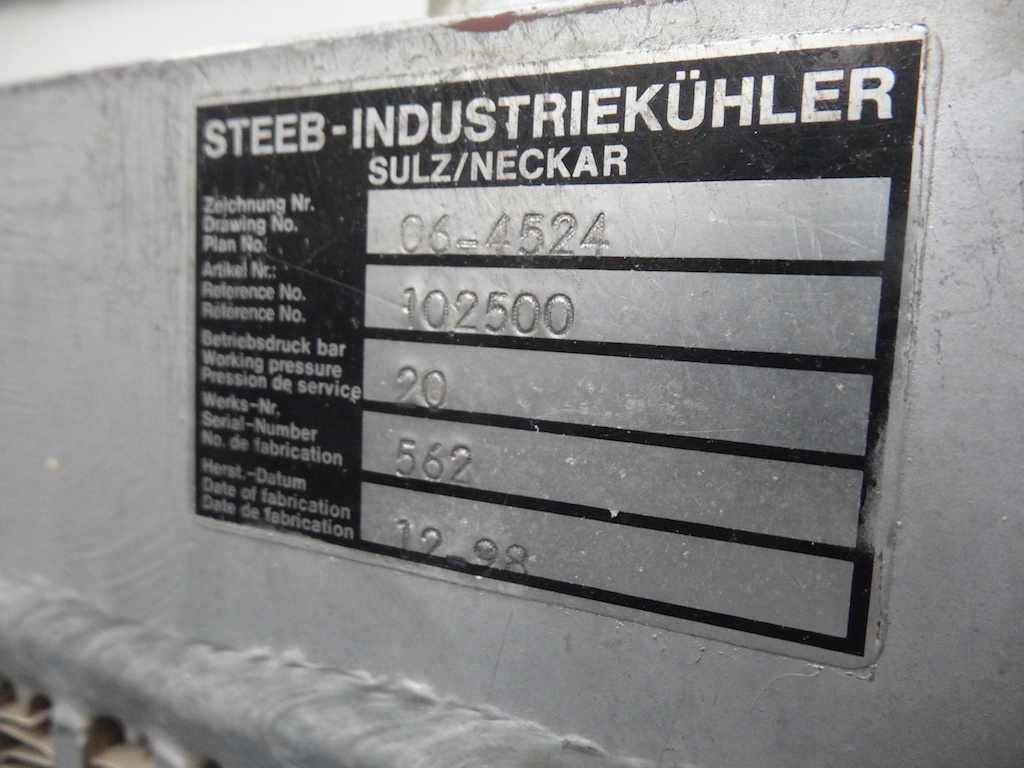 STEEB-INDUSTRIEKÜHLER
SULZ/NECKAR
Zeichnung Nr.
Drawing No.
Plan No.
06-4524
Artikel Nr.:
Reference No.
Référence No.
102500
Betriebsdruck bar
Working pressure
Pression de service
20
Werks-Nr.
Serial-Number
No. de fabrication
562
Herst.-Datum
Date of fabrication
Date de fabrication
12-98